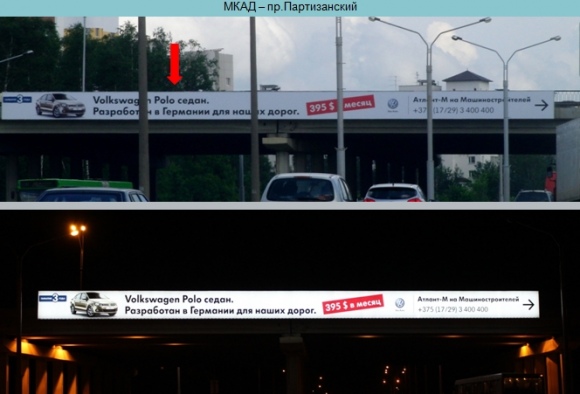 МКАД – пр.Партизанский
3
Volkswagen Polo седан.
Разработан в Германии для наших дорог.
395 $ в месяц
Атлант-М на Машиностроителей
+375 (17/29) 3 400 400
3
Volkswagen Polo седан.
Разработан в Германии для наших дорог.
395 $ в месяц
Атлант-М на Машиностроителей
+375 (17/29) 3 400 400